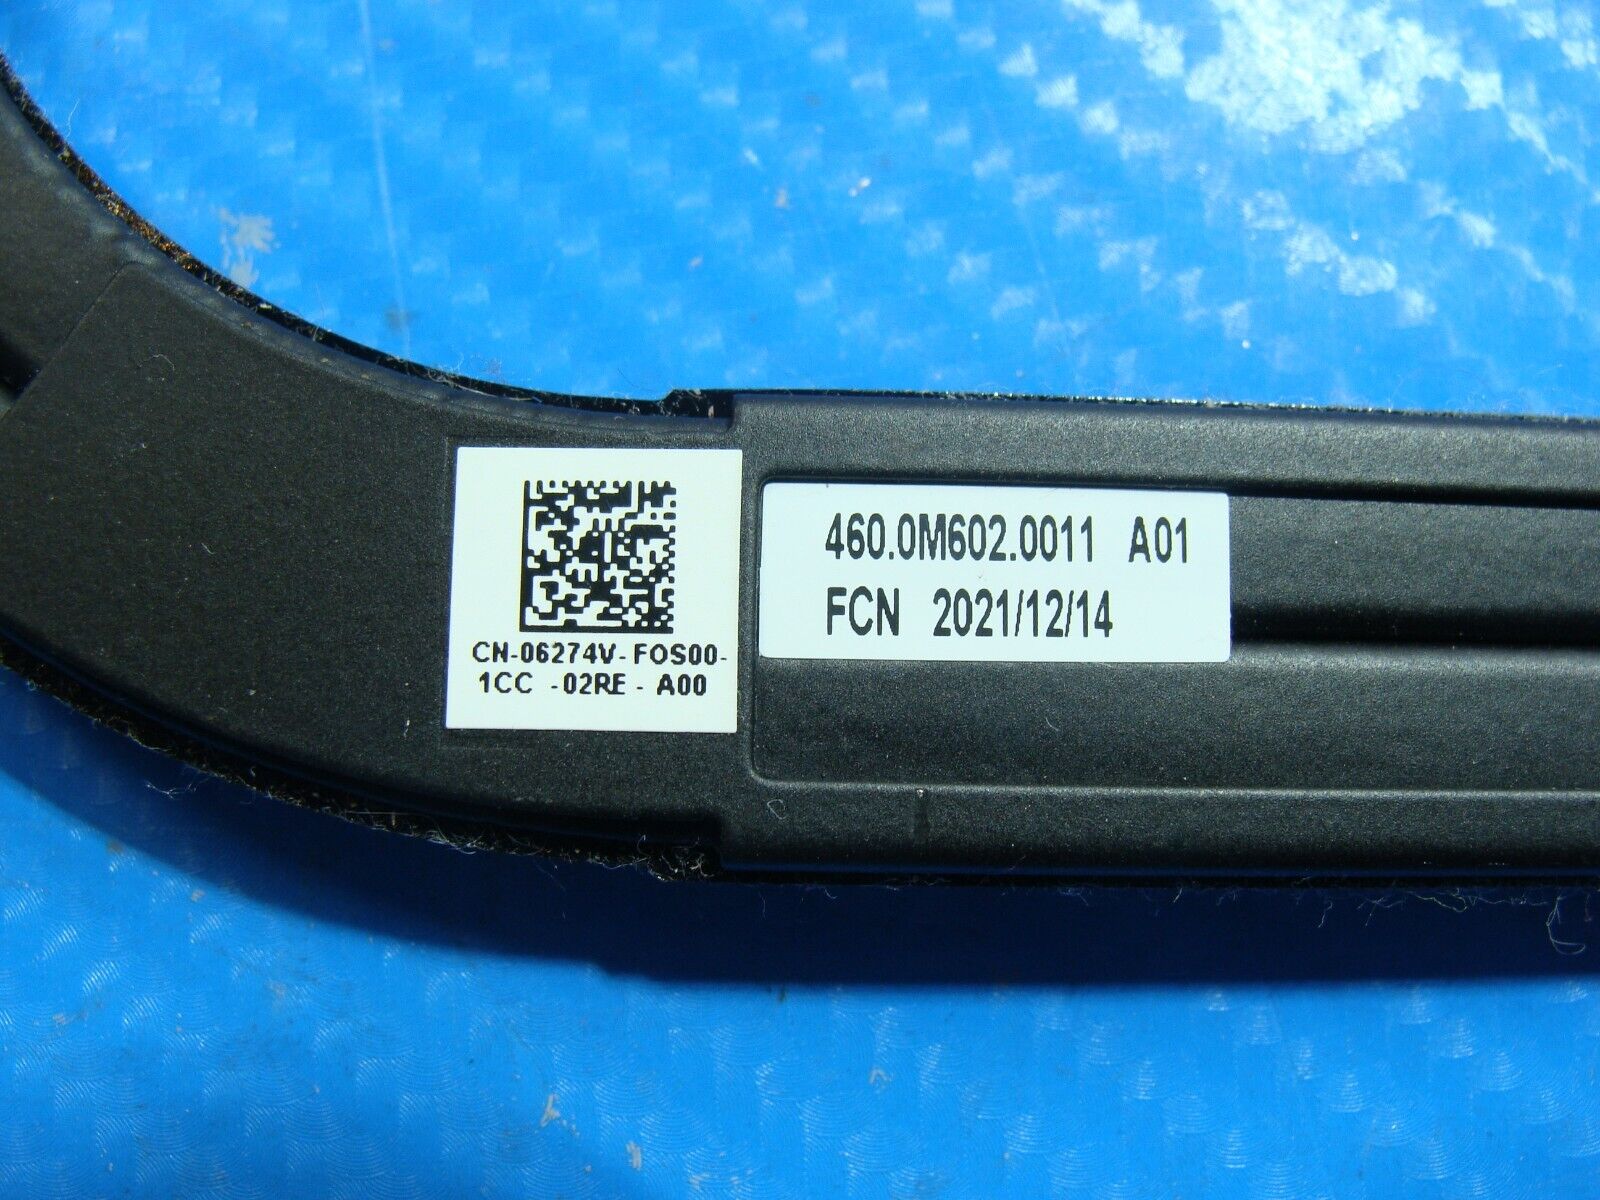 CN-06274V-FOS00-
1CC -02RE - A00
460.0M602.0011 A01
FCN 2021/12/14